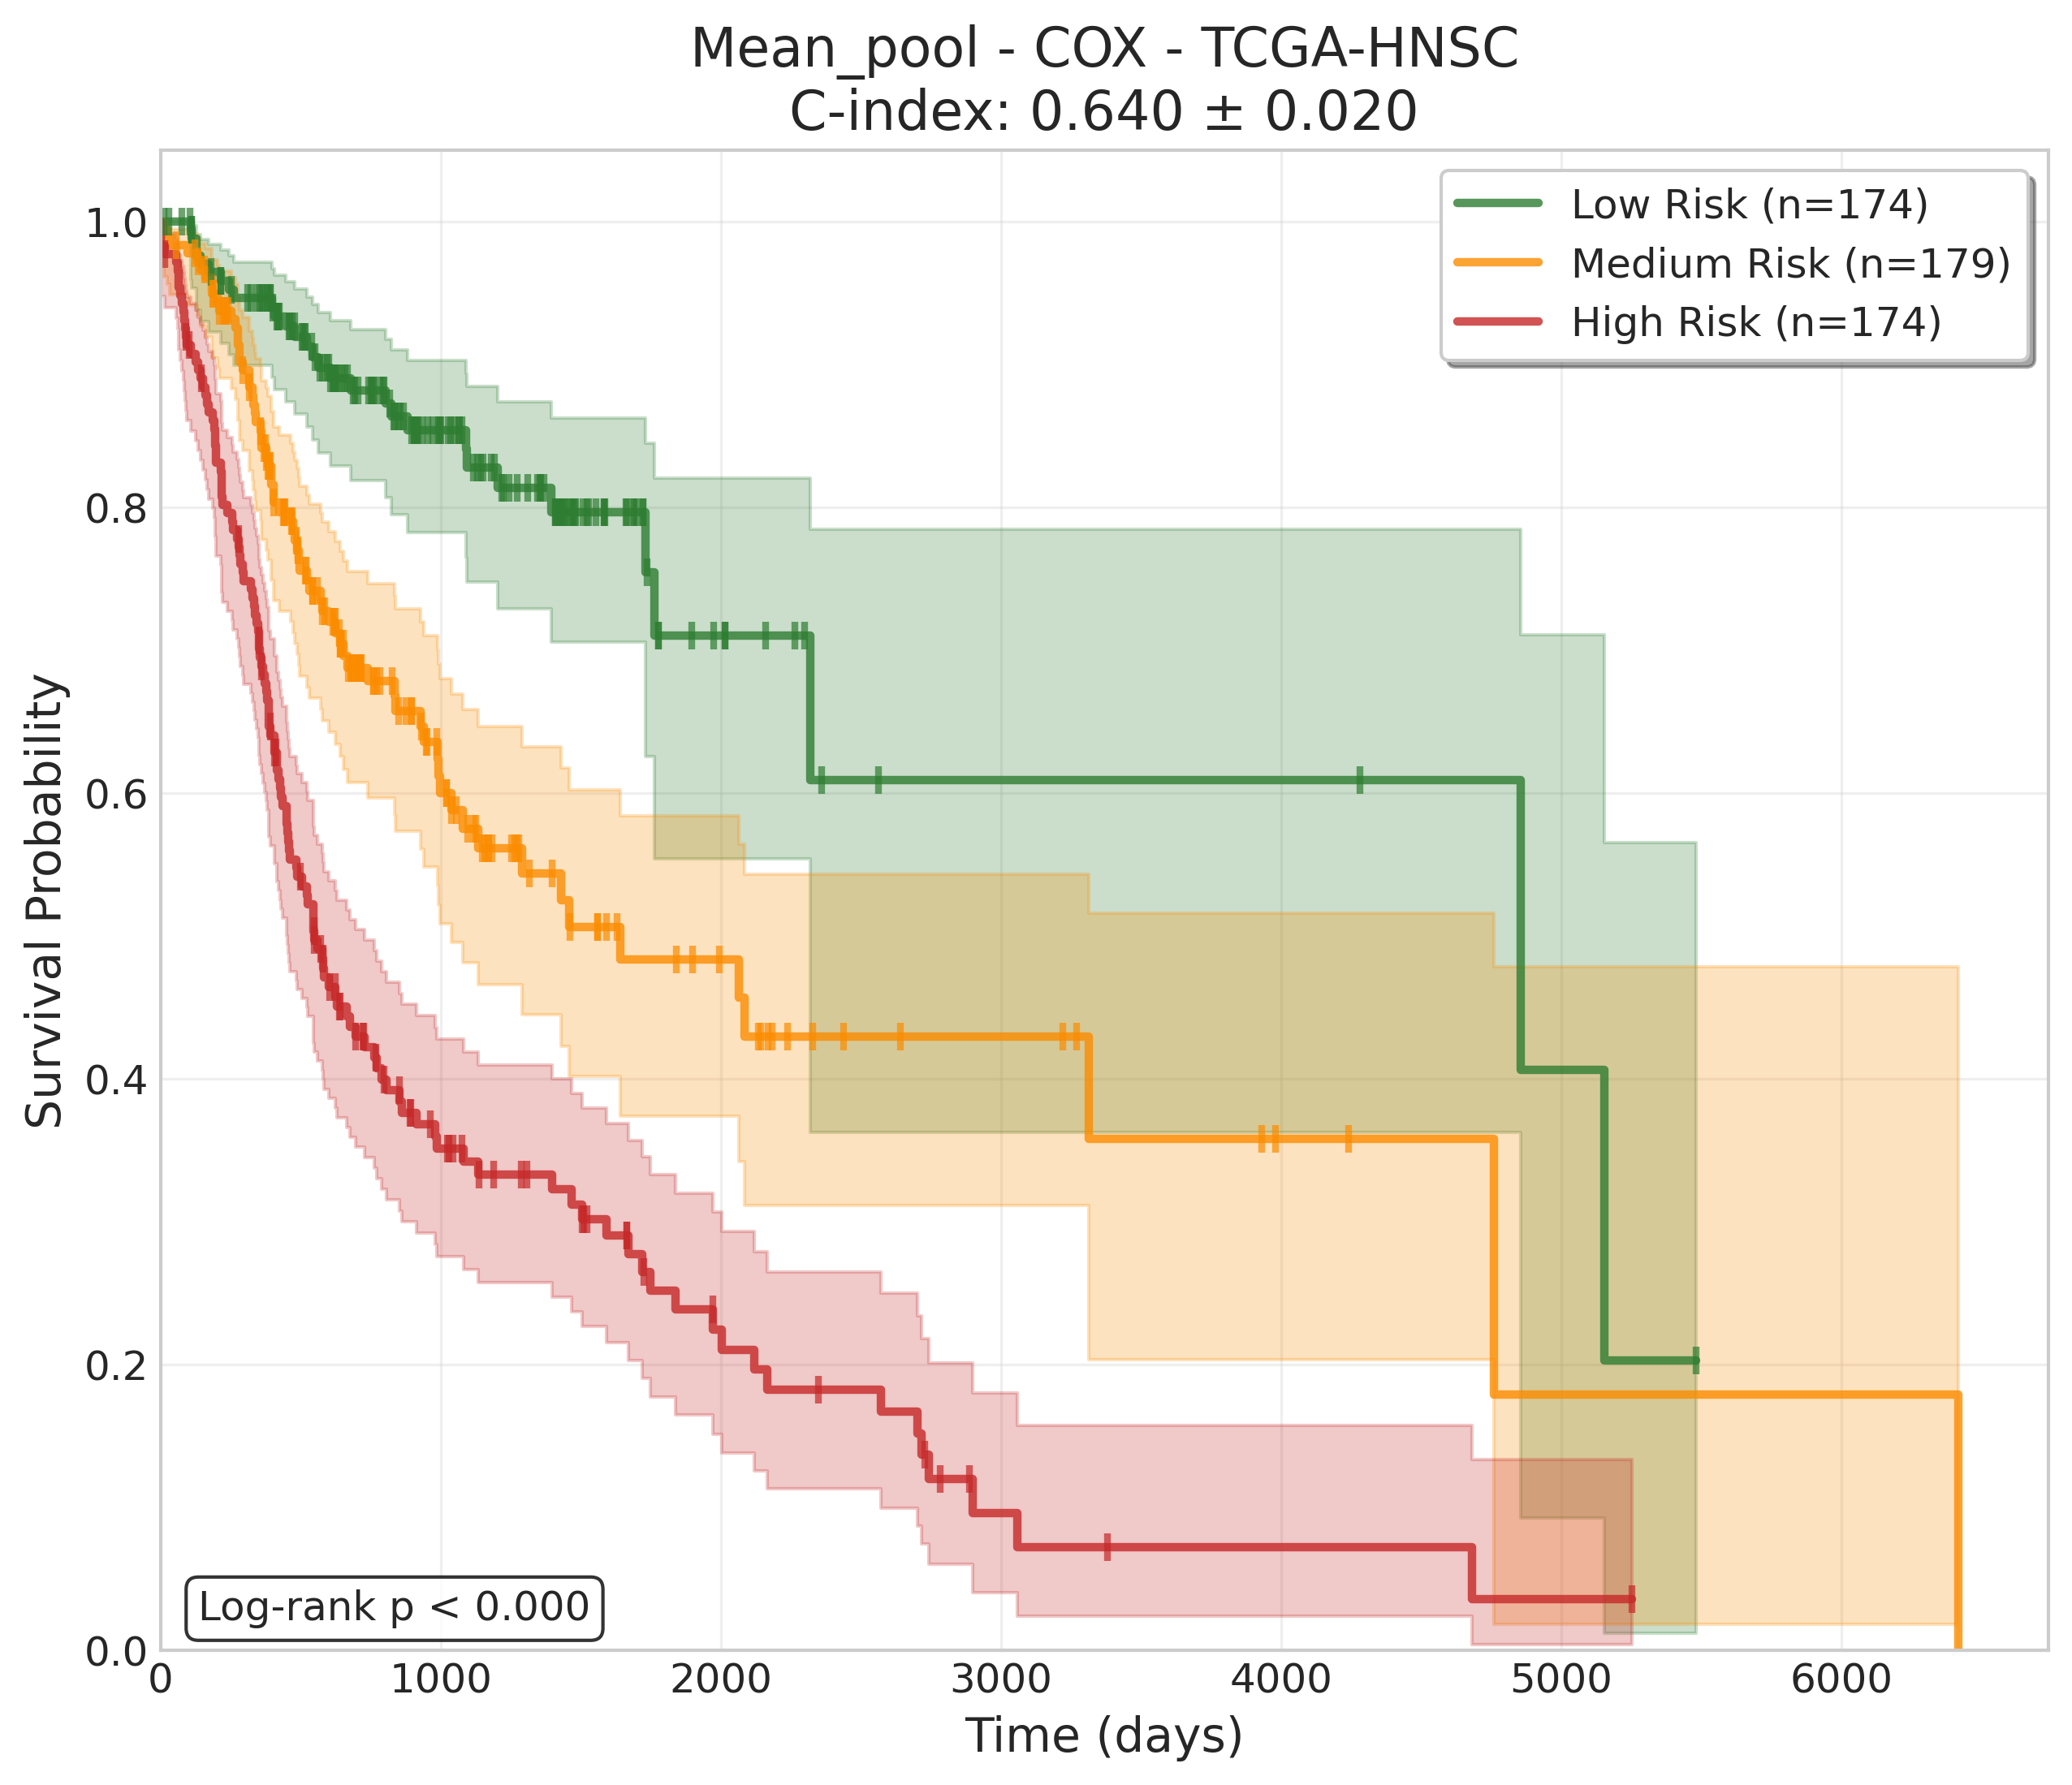 Mean_pool - COX - TCGA-HNSC
C-index: 0.640 ± 0.020
Low Risk (n=174)
Medium Risk (n=179)
High Risk (n=174)
Survival Probability
1.0
0.8
0.6
0.4
0.2
0.0
Log-rank p < 0.000
0 1000 2000 3000 4000 5000 6000
Time (days)